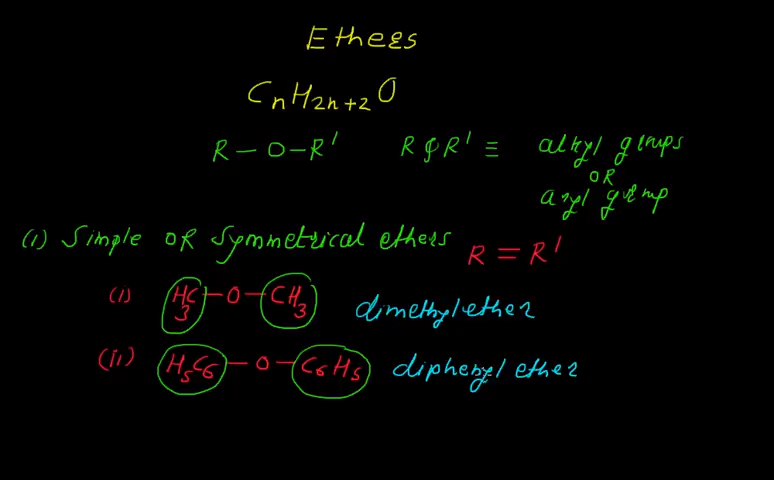 Ethers
CnH2n+2O
R-O-R' R & R' ≡ alkyl groups
OR
aryl group
(i) Simple OR Symmetrical ethers R = R'
(i) H3C-O-CH3 dimethylether
(ii) H5C6-O-C6H5 diphenyl ether